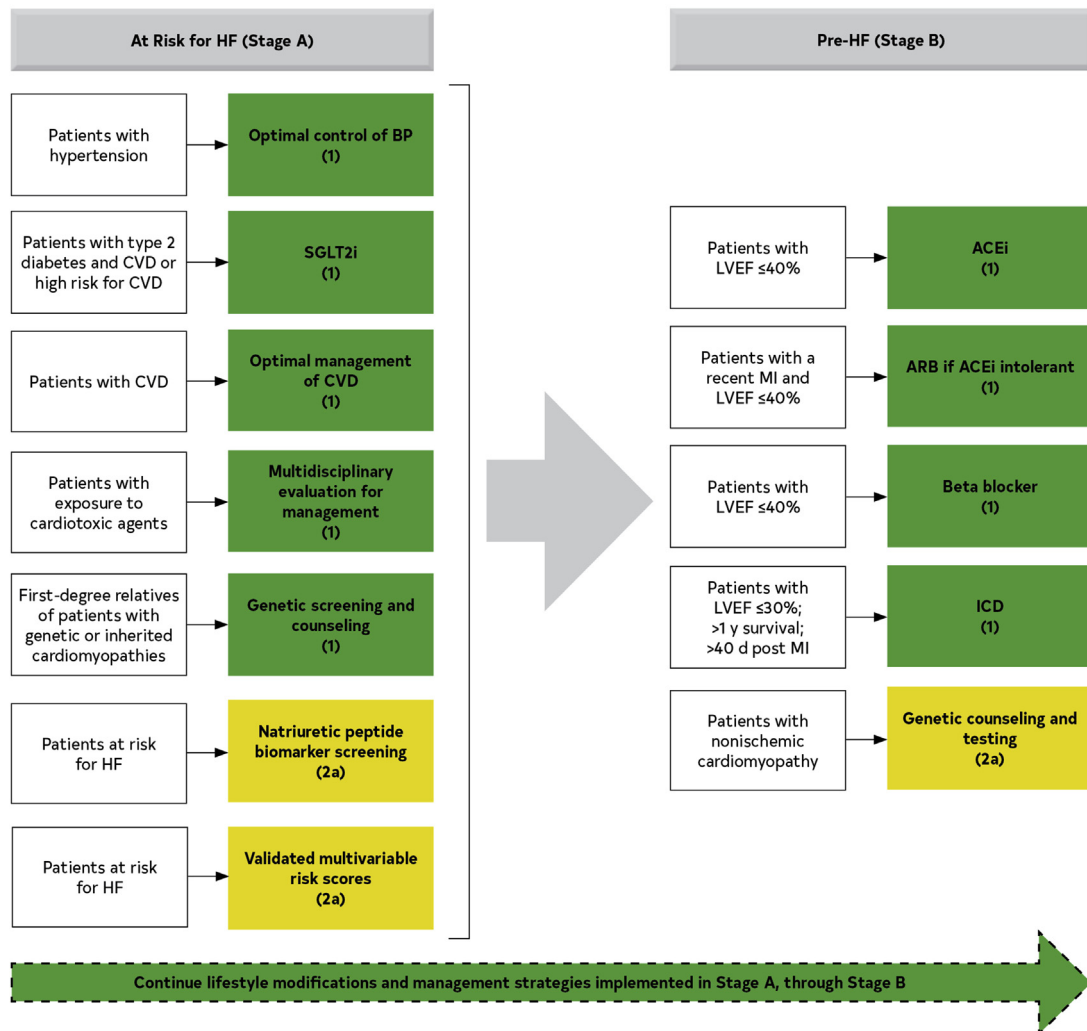 At Risk for HF (Stage A)
Pre-HF (Stage B)
Patients with
hypertension
Optimal control of BP
(1)
Patients with type 2
diabetes and CVD or
high risk for CVD
SGLT2i
(1)
Patients with CVD
Optimal management
of CVD
(1)
Patients with
exposure to
cardiotoxic agents
Multidisciplinary
evaluation for
management
(1)
First-degree relatives
of patients with
genetic or inherited
cardiomyopathies
Genetic screening and
counseling
(1)
Patients at risk
for HF
Natriuretic peptide
biomarker screening
(2a)
Patients at risk
for HF
Validated multivariable
risk scores
(2a)
Patients with
LVEF ≤40%
ACEi
(1)
Patients with a
recent MI and
LVEF ≤40%
ARB if ACEi intolerant
(1)
Patients with
LVEF ≤40%
Beta blocker
(1)
Patients with
LVEF ≤30%;
>1 y survival;
>40 d post MI
ICD
(1)
Patients with
nonischemic
cardiomyopathy
Genetic counseling and
testing
(2a)
Continue lifestyle modifications and management strategies implemented in Stage A, through Stage B